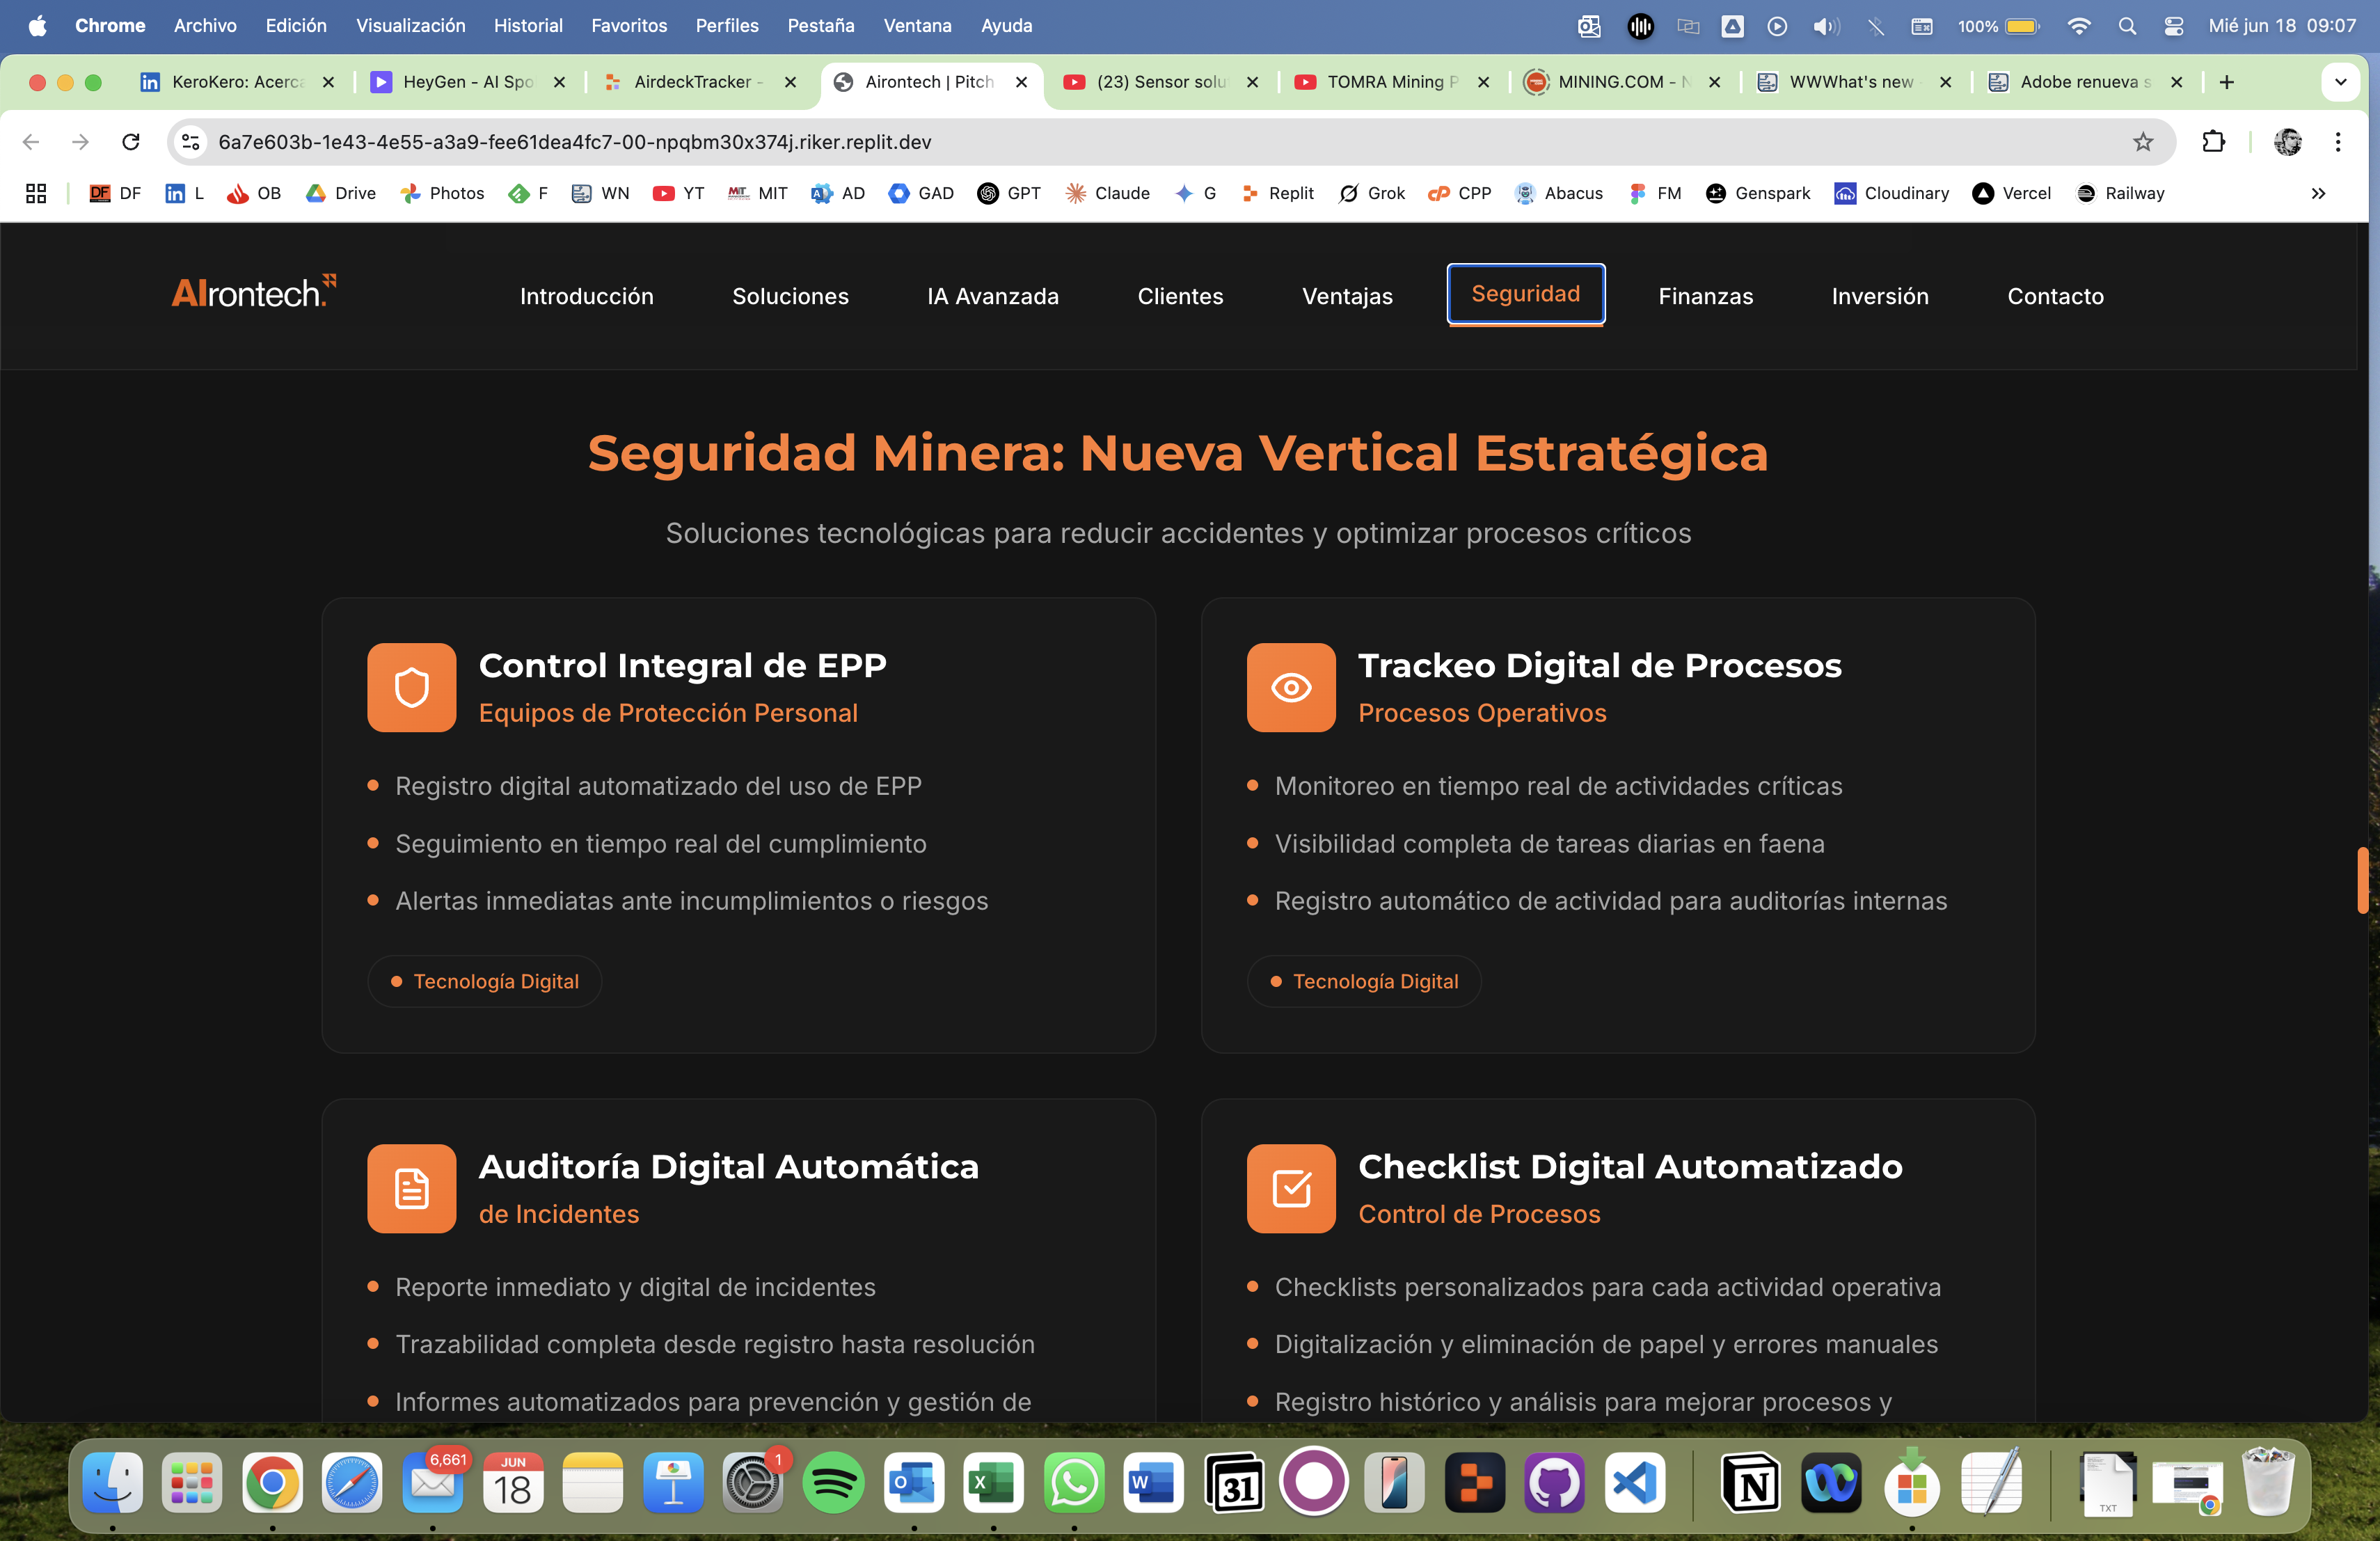 Chrome Archivo Edición Visualización Historial Favoritos Perfiles Pestaña Ventana Ayuda 100% Mié jun 18 09:07
KeroKero: Acerca HeyGen - AI Spo AirdeckTracker - Airontech | Pitch (23) Sensor solu TOMRA Mining P MINING.COM - N WWWhat's new Adobe renueva s
6a7e603b-1e43-4e55-a3a9-fee61dea4fc7-00-npqbm30x374j.riker.replit.dev
DF L OB Drive Photos F WN YT MIT AD GAD GPT Claude G Replit Grok CPP Abacus FM Genspark Cloudinary Vercel Railway
AIrontech.
Introducción Soluciones IA Avanzada Clientes Ventajas Seguridad Finanzas Inversión Contacto
Seguridad Minera: Nueva Vertical Estratégica
Soluciones tecnológicas para reducir accidentes y optimizar procesos críticos
Control Integral de EPP
Equipos de Protección Personal
Registro digital automatizado del uso de EPP
Seguimiento en tiempo real del cumplimiento
Alertas inmediatas ante incumplimientos o riesgos
Tecnología Digital
Trackeo Digital de Procesos
Procesos Operativos
Monitoreo en tiempo real de actividades críticas
Visibilidad completa de tareas diarias en faena
Registro automático de actividad para auditorías internas
Tecnología Digital
Auditoría Digital Automática
de Incidentes
Reporte inmediato y digital de incidentes
Trazabilidad completa desde registro hasta resolución
Informes automatizados para prevención y gestión de
Checklist Digital Automatizado
Control de Procesos
Checklists personalizados para cada actividad operativa
Digitalización y eliminación de papel y errores manuales
Registro histórico y análisis para mejorar procesos y
6,661
JUN
18
1
31
TXT